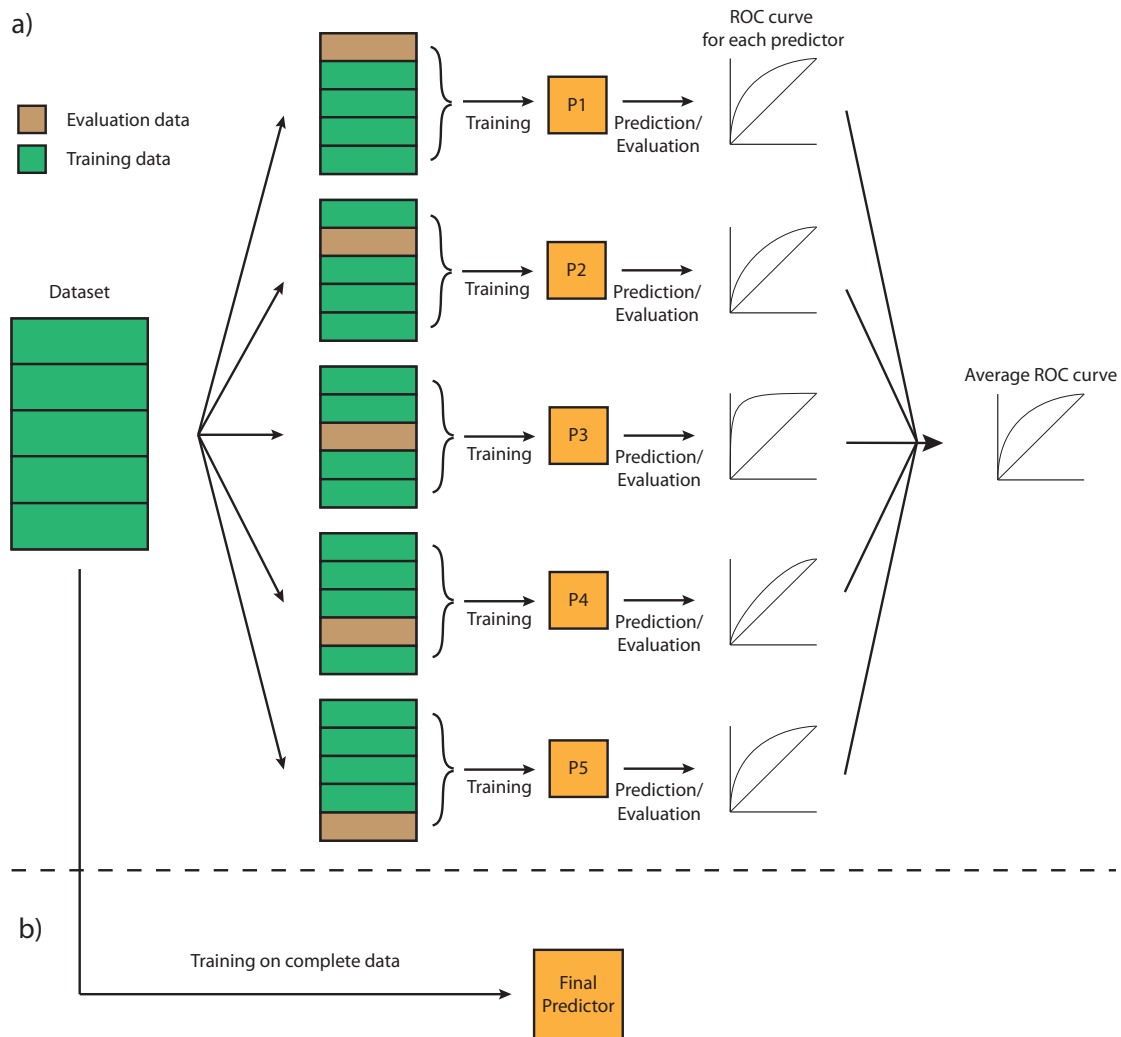 a)
ROC curve
for each predictor
Evaluation data
Training data
Dataset
Training
P1
Prediction/
Evaluation
Training
P2
Prediction/
Evaluation
Training
P3
Prediction/
Evaluation
Training
P4
Prediction/
Evaluation
Training
P5
Prediction/
Evaluation
Average ROC curve
b)
Training on complete data
Final
Predictor